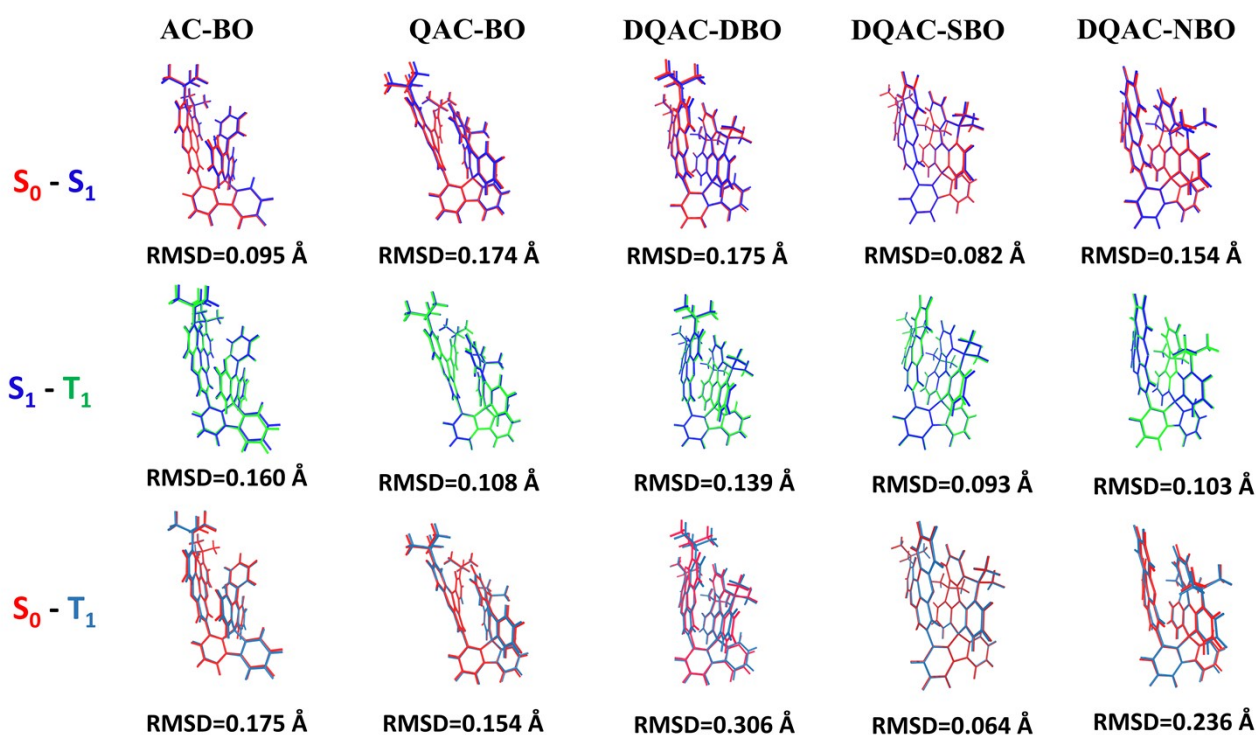 AC-BO QAC-BO DQAC-DBO DQAC-SBO DQAC-NBO
S₀ - S₁
RMSD=0.095 Å RMSD=0.174 Å RMSD=0.175 Å RMSD=0.082 Å RMSD=0.154 Å
S₁ - T₁
RMSD=0.160 Å RMSD=0.108 Å RMSD=0.139 Å RMSD=0.093 Å RMSD=0.103 Å
S₀ - T₁
RMSD=0.175 Å RMSD=0.154 Å RMSD=0.306 Å RMSD=0.064 Å RMSD=0.236 Å